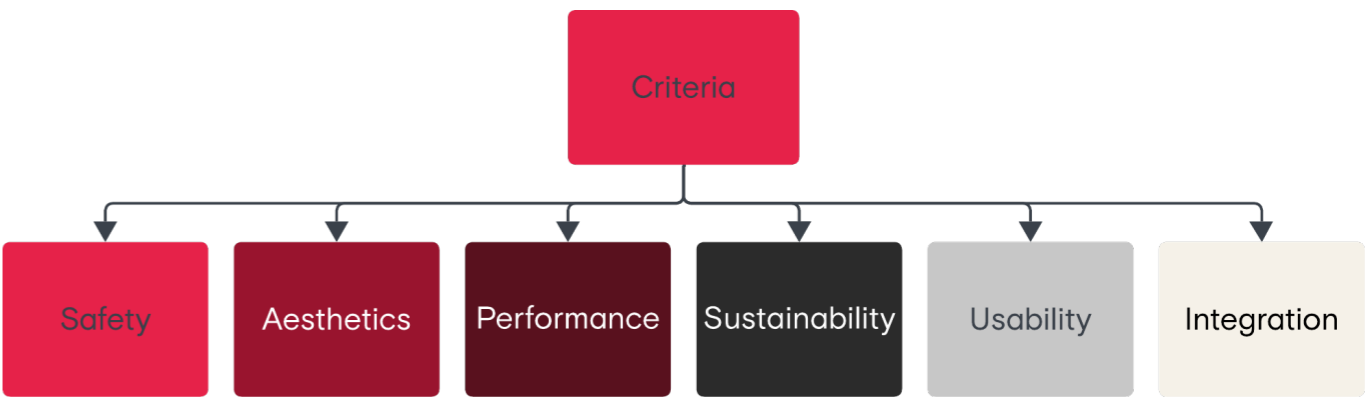 Criteria
Safety
Aesthetics
Performance
Sustainability
Usability
Integration